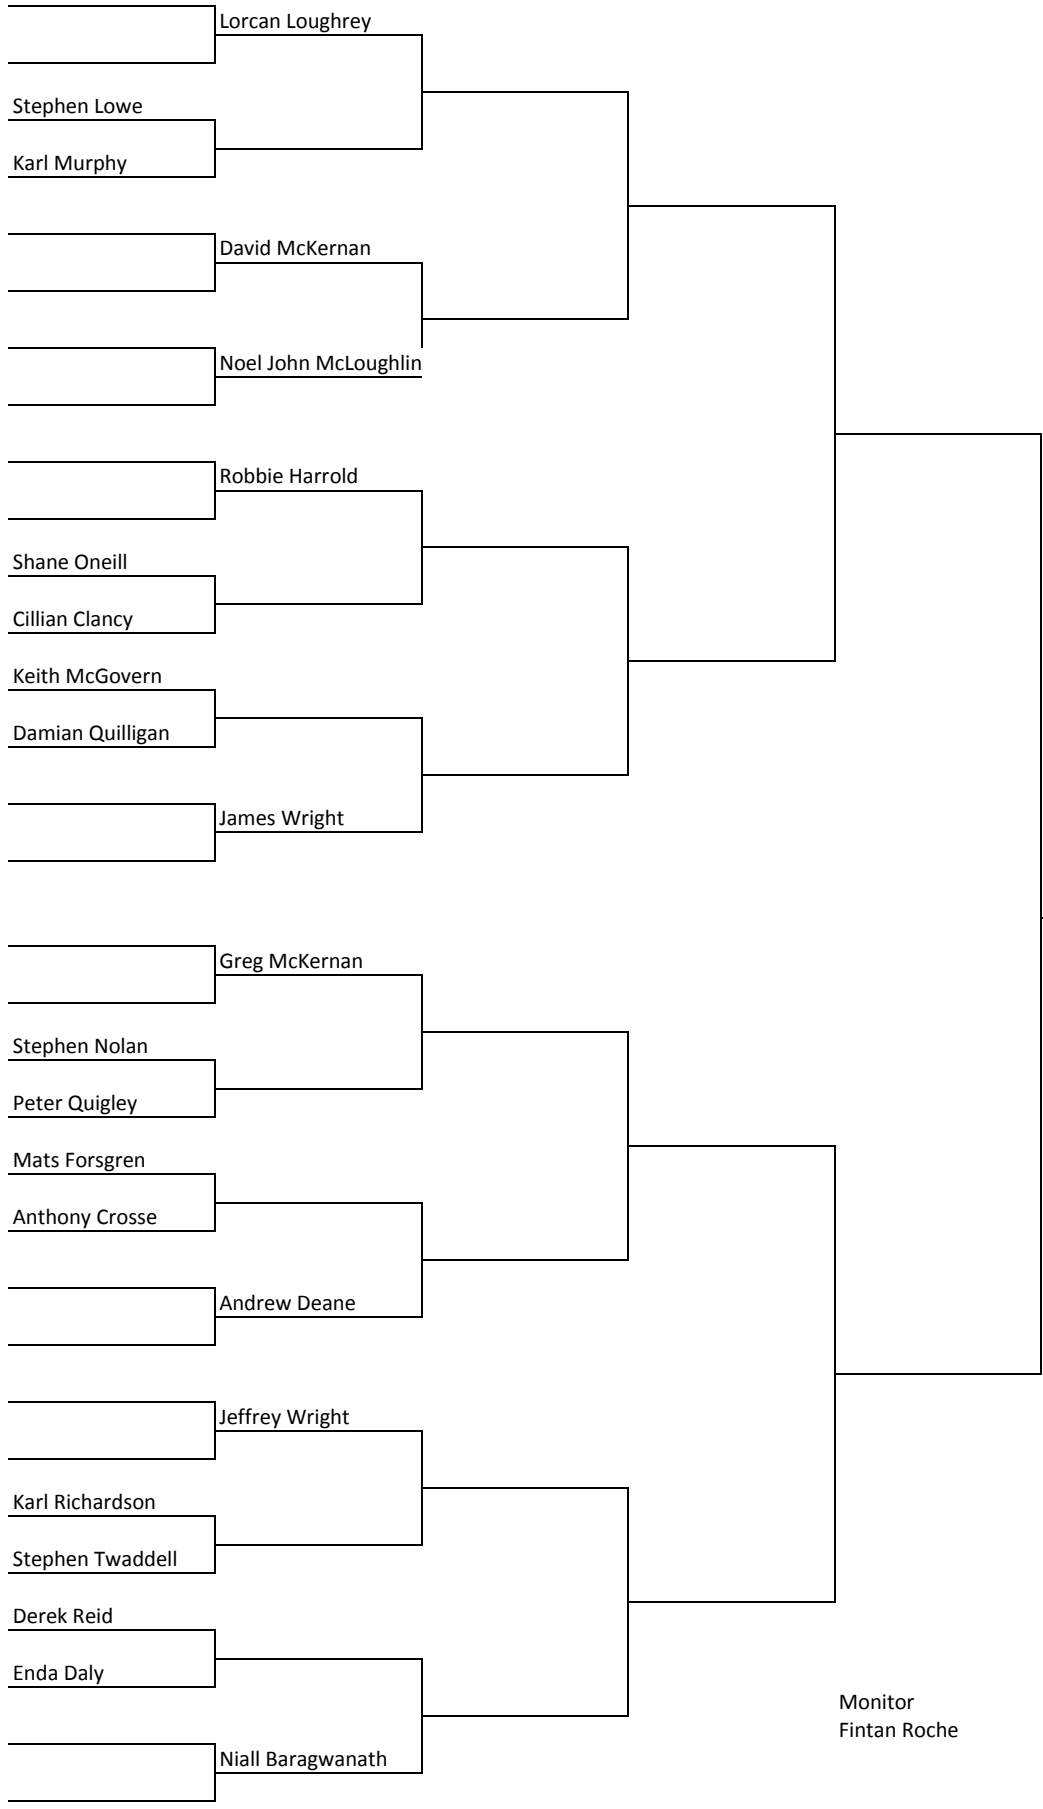 Lorcan Loughrey
Stephen Lowe
Karl Murphy
David McKernan
Noel John McLoughlin
Robbie Harrold
Shane Oneill
Cillian Clancy
Keith McGovern
Damian Quilligan
James Wright
Greg McKernan
Stephen Nolan
Peter Quigley
Mats Forsgren
Anthony Crosse
Andrew Deane
Jeffrey Wright
Karl Richardson
Stephen Twaddell
Derek Reid
Enda Daly
Monitor
Fintan Roche
Niall Baragwanath